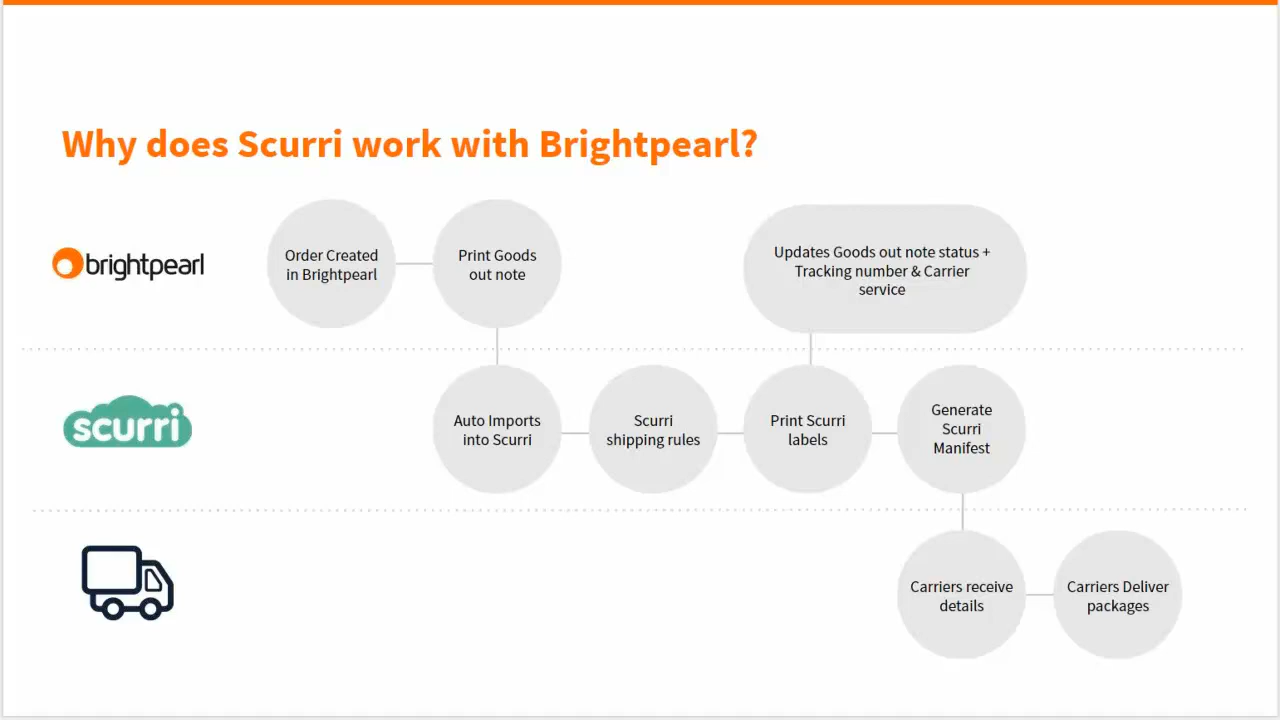 Why does Scurri work with Brightpearl?
brightpearl
Order Created
in Brightpearl
Print Goods
out note
Updates Goods out note status +
Tracking number & Carrier
service
scurri
Auto Imports
into Scurri
Scurri
shipping rules
Print Scurri
labels
Generate
Scurri
Manifest
Carriers receive
details
Carriers Deliver
packages